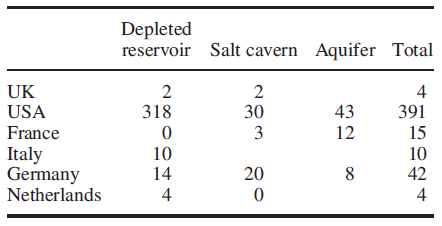 Depleted
reservoir Salt cavern Aquifer Total
UK 2 2 4
USA 318 30 43 391
France 0 3 12 15
Italy 10 10
Germany 14 20 8 42
Netherlands 4 0 4